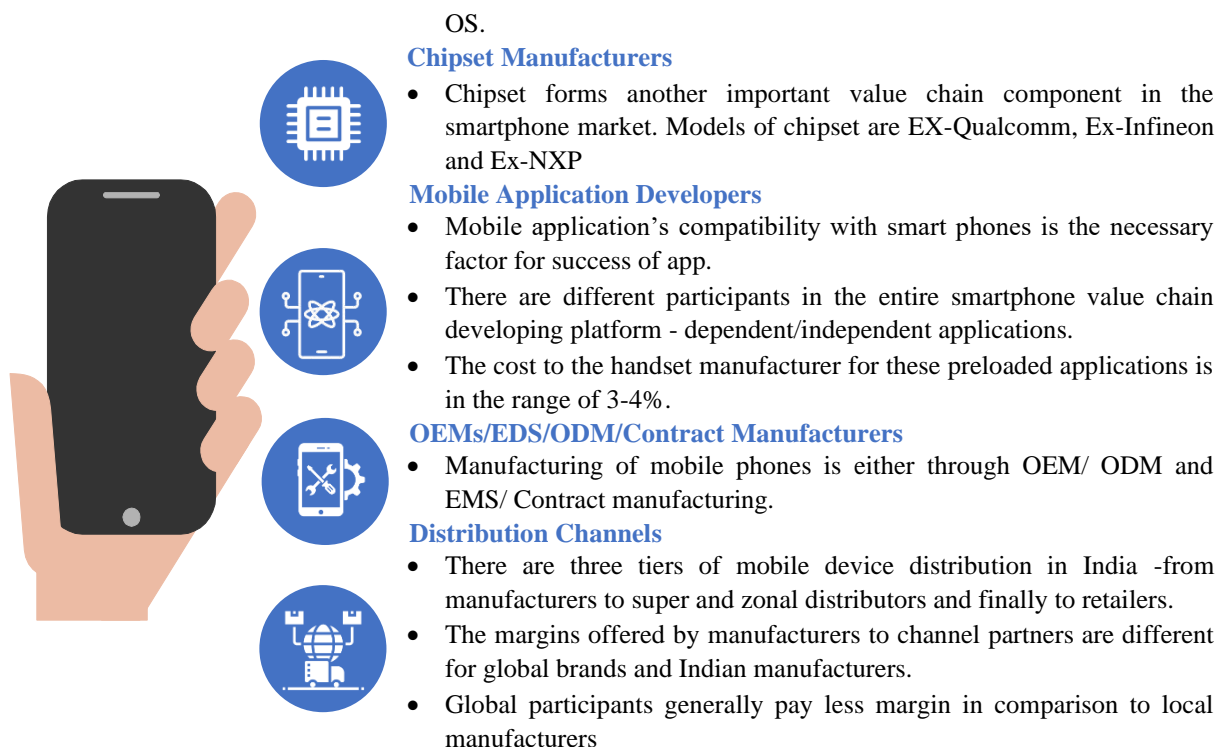 OS.
Chipset Manufacturers
• Chipset forms another important value chain component in the
smartphone market. Models of chipset are EX-Qualcomm, Ex-Infineon
and Ex-NXP
Mobile Application Developers
• Mobile application’s compatibility with smart phones is the necessary
factor for success of app.
• There are different participants in the entire smartphone value chain
developing platform - dependent/independent applications.
• The cost to the handset manufacturer for these preloaded applications is
in the range of 3-4%.
OEMs/EDS/ODM/Contract Manufacturers
• Manufacturing of mobile phones is either through OEM/ ODM and
EMS/ Contract manufacturing.
Distribution Channels
• There are three tiers of mobile device distribution in India -from
manufacturers to super and zonal distributors and finally to retailers.
• The margins offered by manufacturers to channel partners are different
for global brands and Indian manufacturers.
• Global participants generally pay less margin in comparison to local
manufacturers